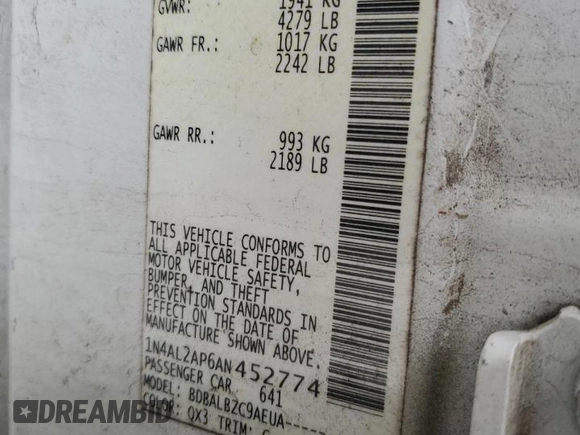 GVWR: 1941 KG
4279 LB
GAWR FR.: 1017 KG
2242 LB
GAWR RR.: 993 KG
2189 LB
THIS VEHICLE CONFORMS TO
ALL APPLICABLE FEDERAL
MOTOR VEHICLE SAFETY,
BUMPER, AND THEFT
PREVENTION STANDARDS IN
EFFECT ON THE DATE OF
MANUFACTURE SHOWN ABOVE.
1N4AL2AP6AN452774
PASSENGER CAR 641
MODEL: BDBALBZC9AEUA-----
COLOR: QX3 TRIM:
FREEDOMCAR